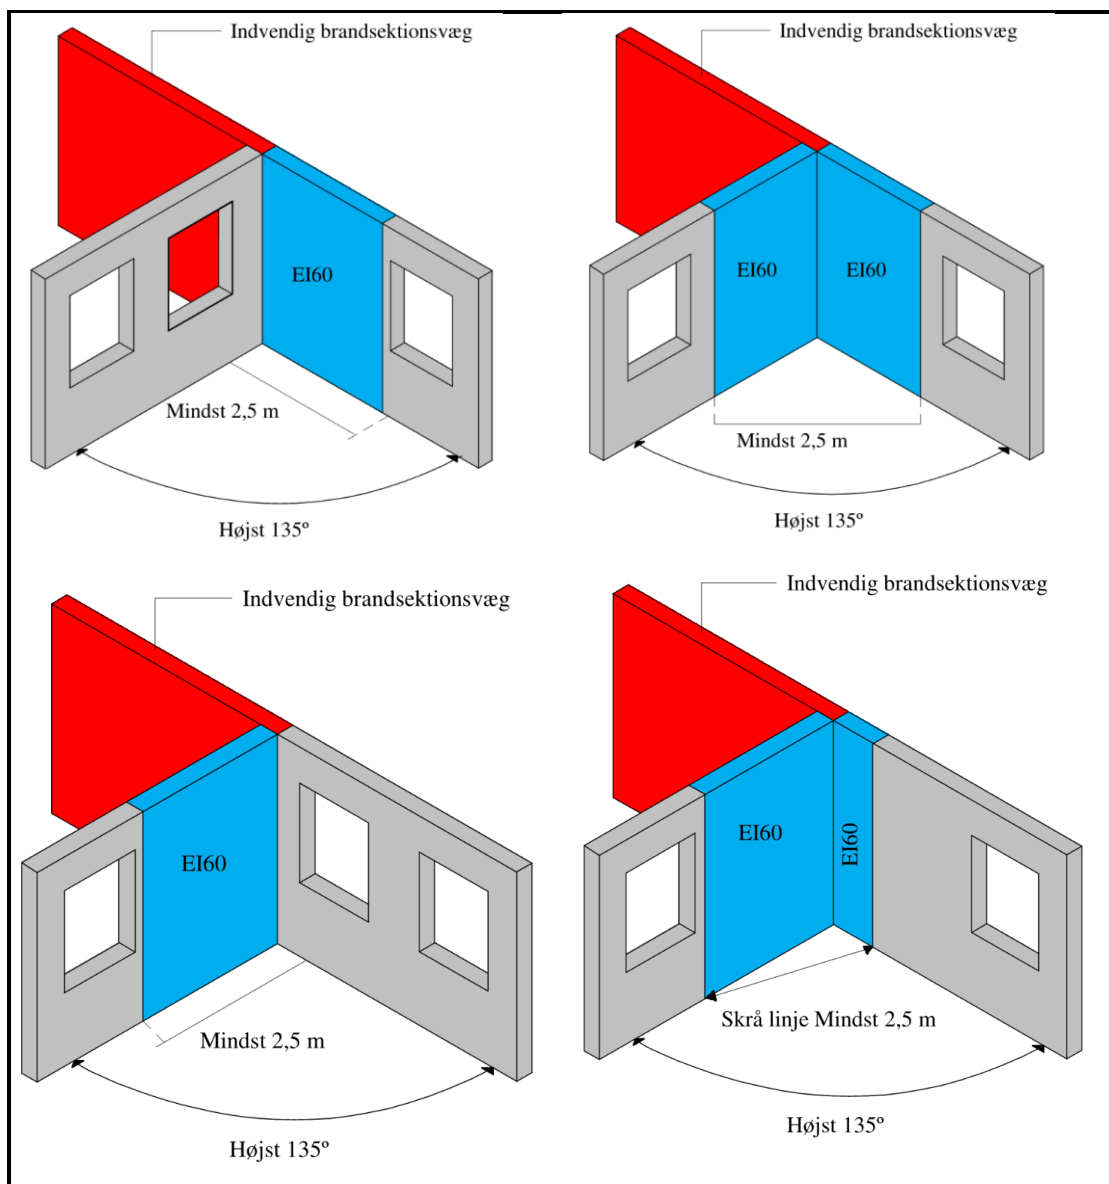 Indvendig brandsektionsvæg
EI60
Mindst 2,5 m
Højst 135º
Indvendig brandsektionsvæg
EI60
EI60
Mindst 2,5 m
Højst 135º
Indvendig brandsektionsvæg
EI60
Mindst 2,5 m
Højst 135º
Indvendig brandsektionsvæg
EI60
EI60
Skrå linje Mindst 2,5 m
Højst 135º